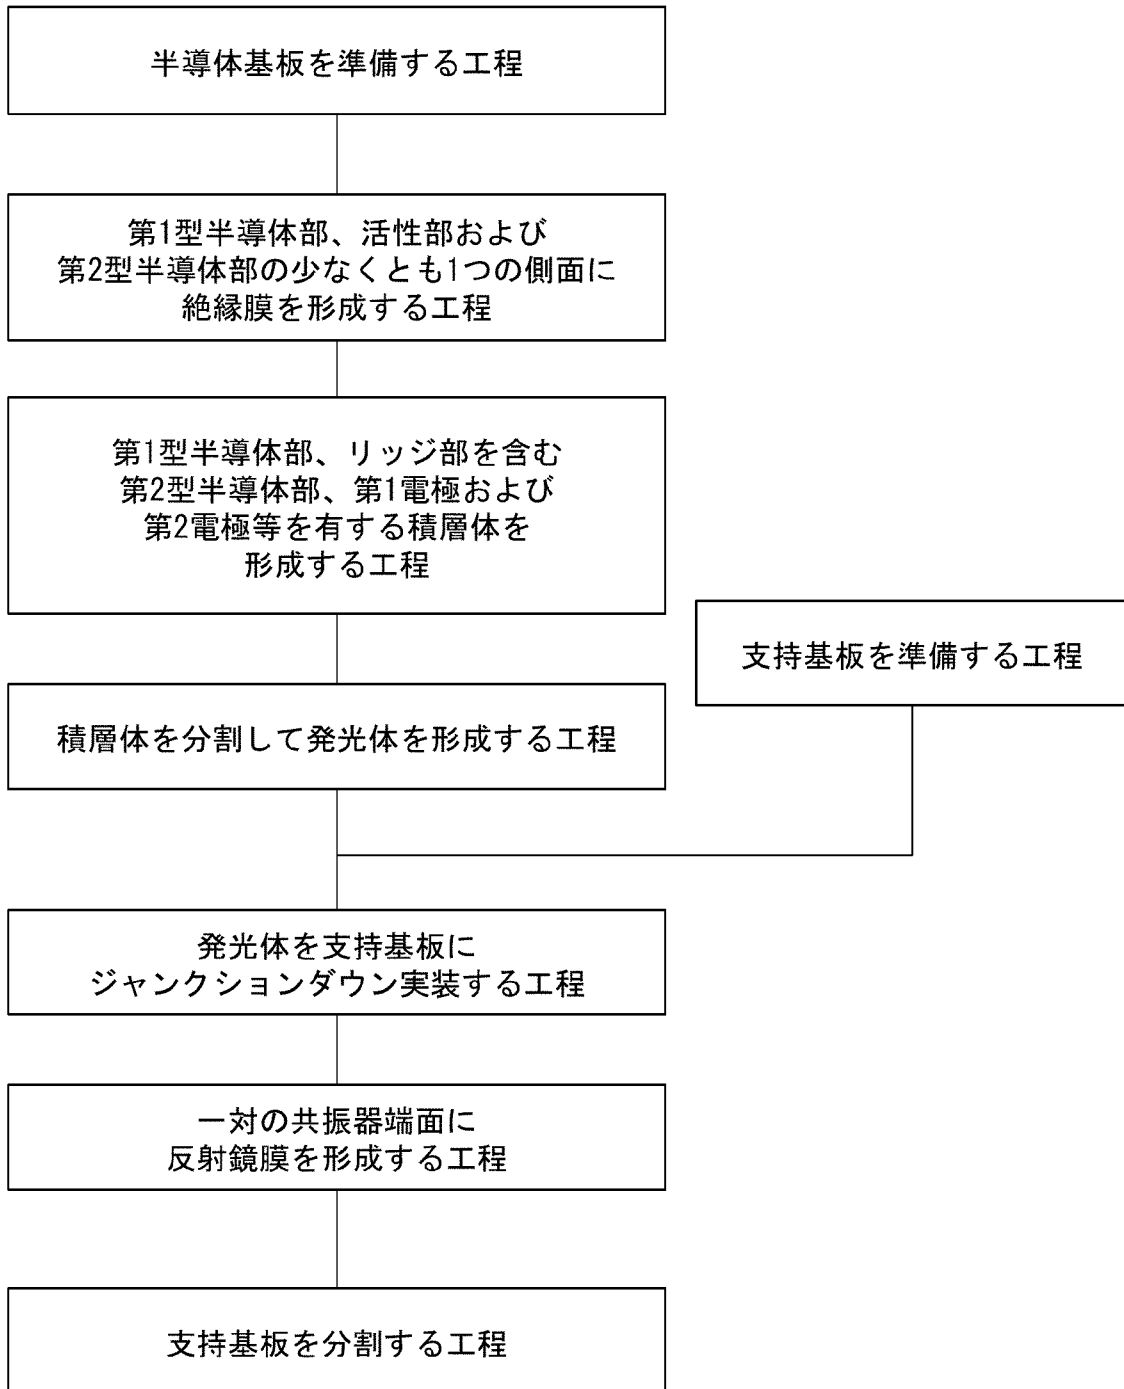 半導体基板を準備する工程
第1型半導体部、活性部および
第2型半導体部の少なくとも1つの側面に
絶縁膜を形成する工程
第1型半導体部、リッジ部を含む
第2型半導体部、第1電極および
第2電極等を有する積層体を
形成する工程
支持基板を準備する工程
積層体を分割して発光体を形成する工程
発光体を支持基板に
ジャンクションダウン実装する工程
一対の共振器端面に
反射鏡膜を形成する工程
支持基板を分割する工程